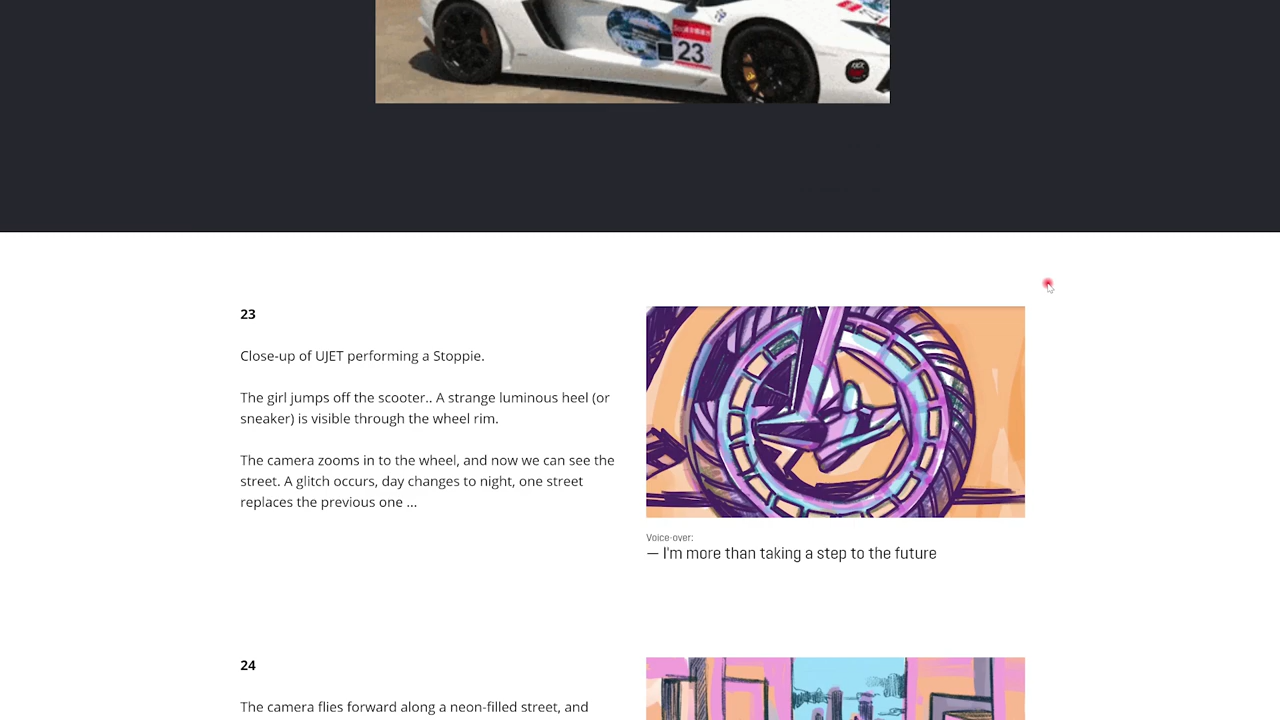 23
23
Close-up of UJET performing a Stoppie.
The girl jumps off the scooter.. A strange luminous heel (or
sneaker) is visible through the wheel rim.
The camera zooms in to the wheel, and now we can see the
street. A glitch occurs, day changes to night, one street
replaces the previous one ...
Voice-over:
— I'm more than taking a step to the future
24
The camera flies forward along a neon-filled street, and